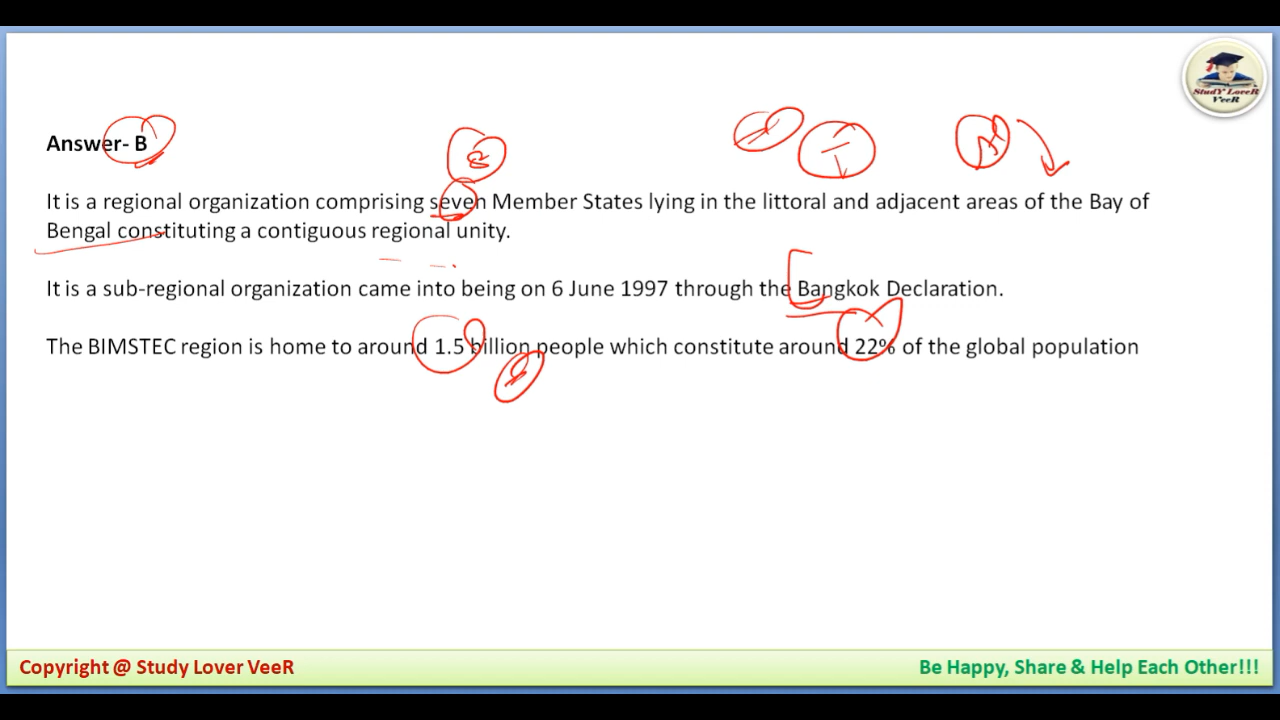 StudY LoveR
VeeR
Answer- B
It is a regional organization comprising seven Member States lying in the littoral and adjacent areas of the Bay of
Bengal constituting a contiguous regional unity.
It is a sub-regional organization came into being on 6 June 1997 through the Bangkok Declaration.
The BIMSTEC region is home to around 1.5 billion people which constitute around 22% of the global population
Copyright @ Study Lover VeeR
Be Happy, Share & Help Each Other!!!